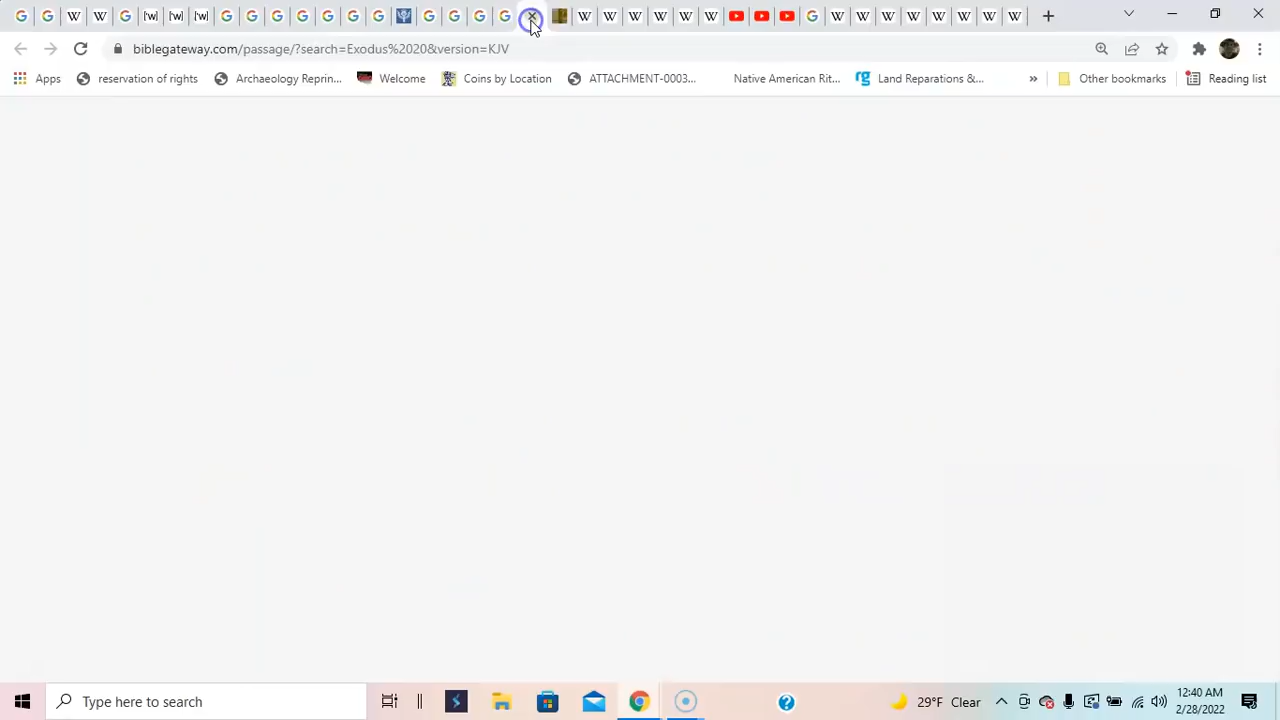 biblegateway.com/passage/?search=Exodus%2020&version=KJV
Apps reservation of rights Archaeology Reprin... Welcome Coins by Location ATTACHMENT-0003... Native American Rit... rg Land Reparations &... » Other bookmarks Reading list
Type here to search
29°F Clear
12:40 AM
2/28/2022